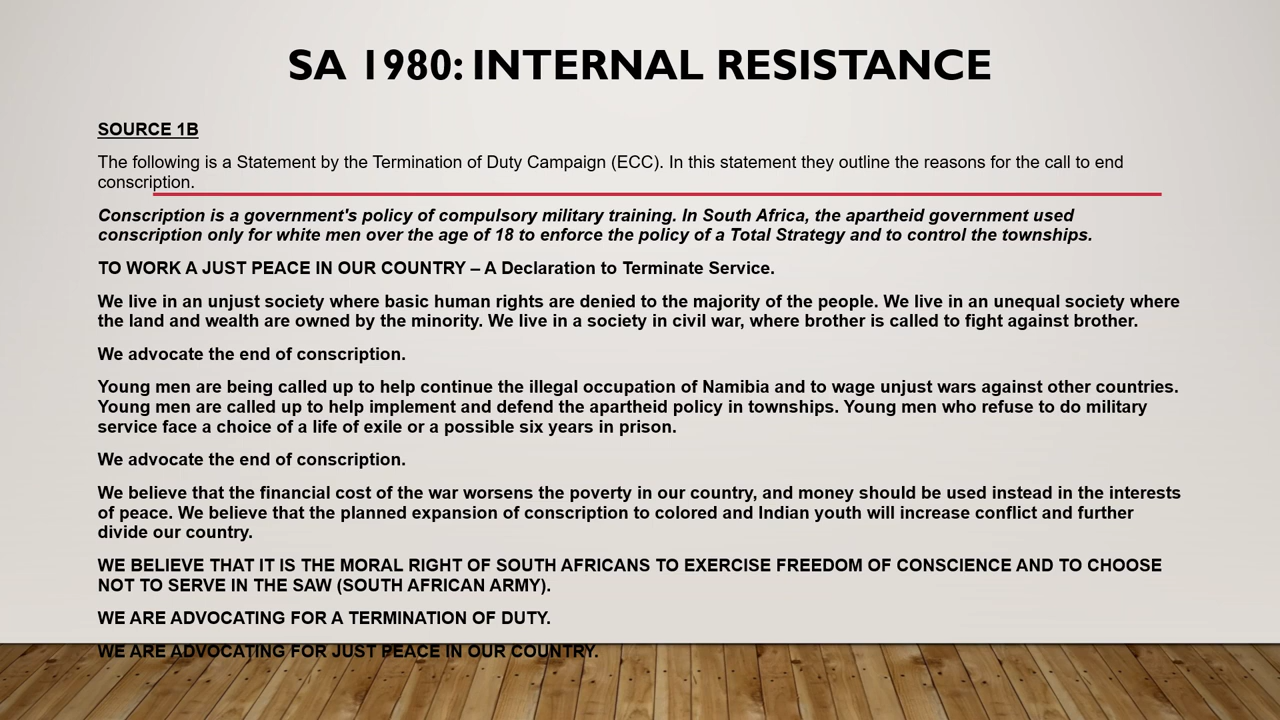 SA 1980: INTERNAL RESISTANCE
SOURCE 1B
The following is a Statement by the Termination of Duty Campaign (ECC). In this statement they outline the reasons for the call to end
conscription.
Conscription is a government's policy of compulsory military training. In South Africa, the apartheid government used
conscription only for white men over the age of 18 to enforce the policy of a Total Strategy and to control the townships.
TO WORK A JUST PEACE IN OUR COUNTRY – A Declaration to Terminate Service.
We live in an unjust society where basic human rights are denied to the majority of the people. We live in an unequal society where
the land and wealth are owned by the minority. We live in a society in civil war, where brother is called to fight against brother.
We advocate the end of conscription.
Young men are being called up to help continue the illegal occupation of Namibia and to wage unjust wars against other countries.
Young men are called up to help implement and defend the apartheid policy in townships. Young men who refuse to do military
service face a choice of a life of exile or a possible six years in prison.
We advocate the end of conscription.
We believe that the financial cost of the war worsens the poverty in our country, and money should be used instead in the interests
of peace. We believe that the planned expansion of conscription to colored and Indian youth will increase conflict and further
divide our country.
WE BELIEVE THAT IT IS THE MORAL RIGHT OF SOUTH AFRICANS TO EXERCISE FREEDOM OF CONSCIENCE AND TO CHOOSE
NOT TO SERVE IN THE SAW (SOUTH AFRICAN ARMY).
WE ARE ADVOCATING FOR A TERMINATION OF DUTY.
WE ARE ADVOCATING FOR JUST PEACE IN OUR COUNTRY.